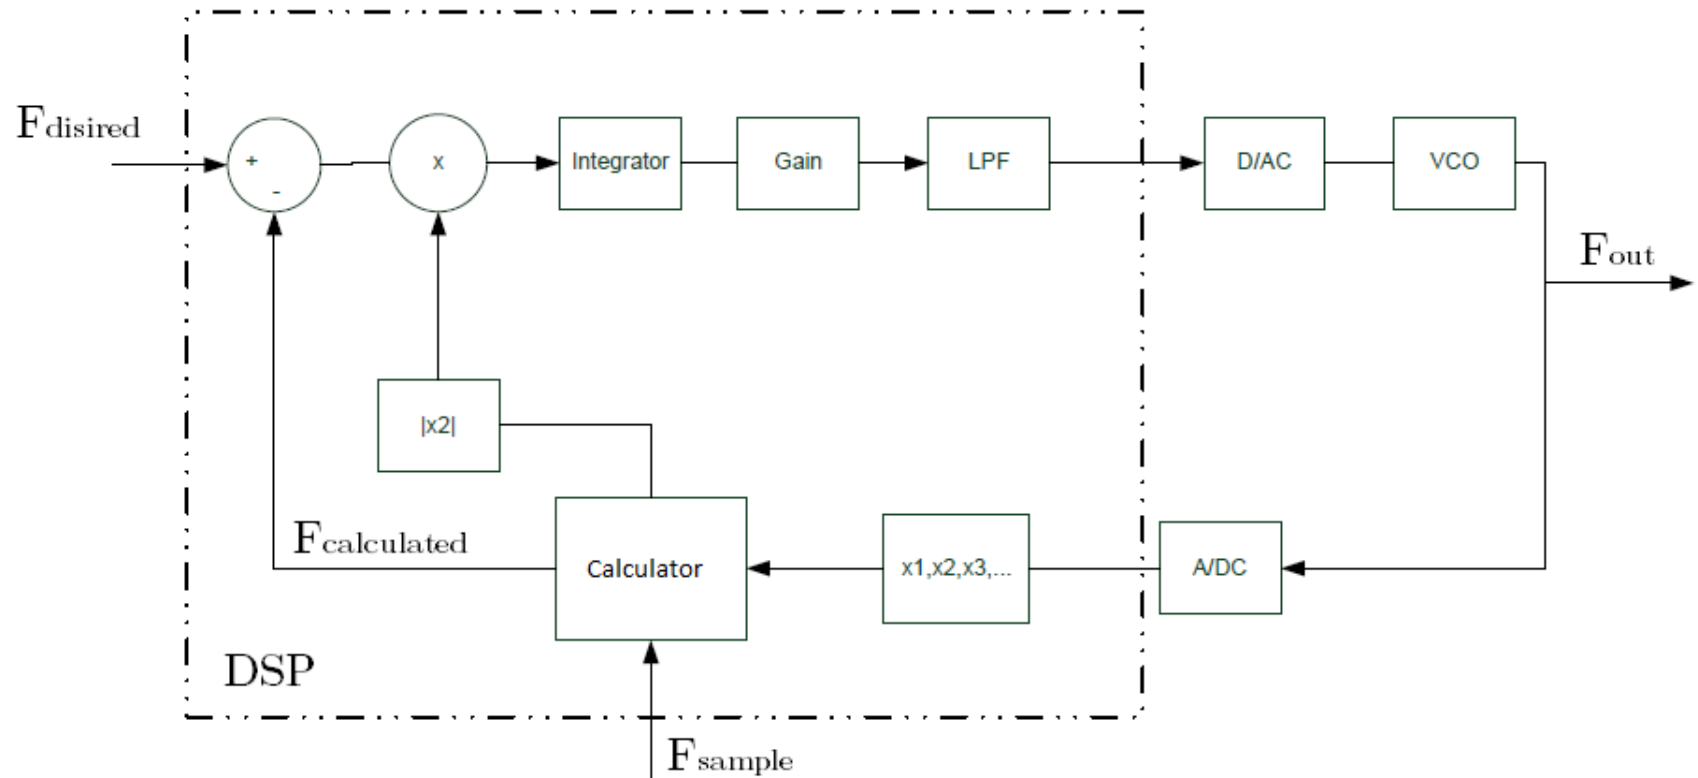 Fdisired
+
-
x
Integrator
Gain
LPF
D/AC
VCO
Fout
|x2|
Fcalculated
Calculator
x1,x2,x3,...
A/DC
DSP
Fsample